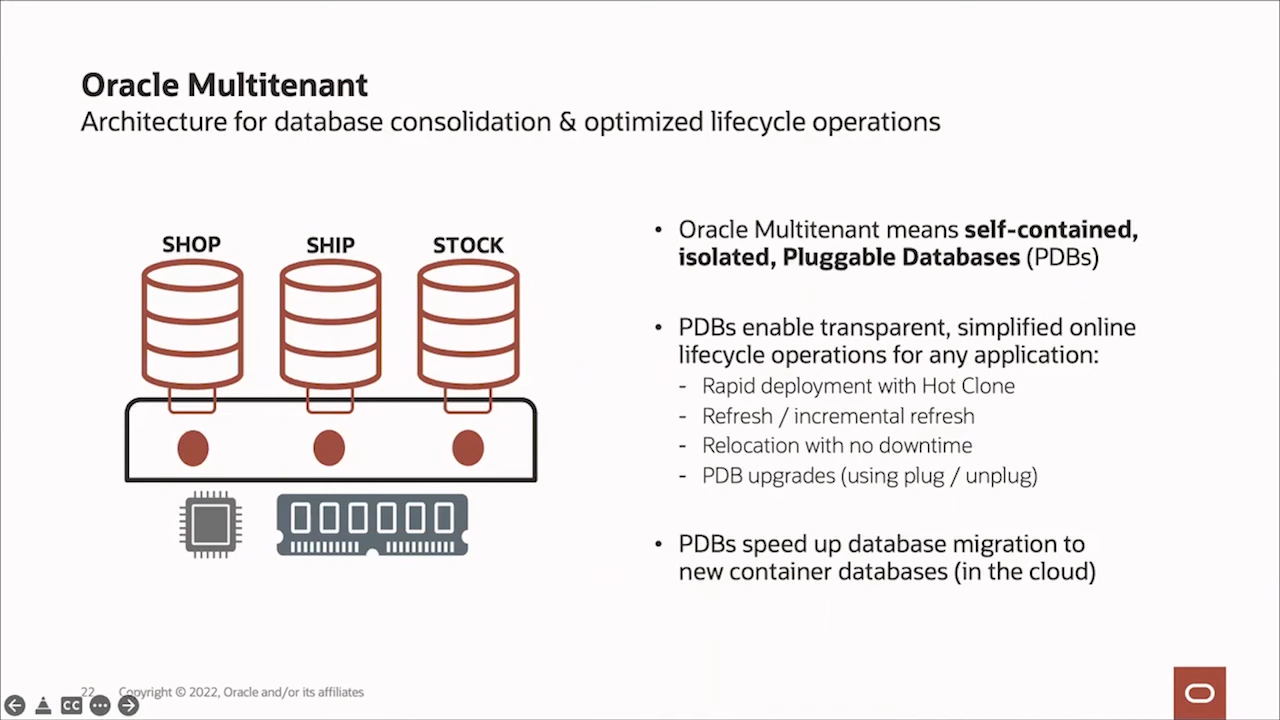 Oracle Multitenant
Architecture for database consolidation & optimized lifecycle operations
SHOP SHIP STOCK
• Oracle Multitenant means self-contained,
isolated, Pluggable Databases (PDBs)
• PDBs enable transparent, simplified online
lifecycle operations for any application:
- Rapid deployment with Hot Clone
- Refresh / incremental refresh
- Relocation with no downtime
- PDB upgrades (using plug / unplug)
• PDBs speed up database migration to
new container databases (in the cloud)
22 Copyright © 2022, Oracle and/or its affiliates
CC